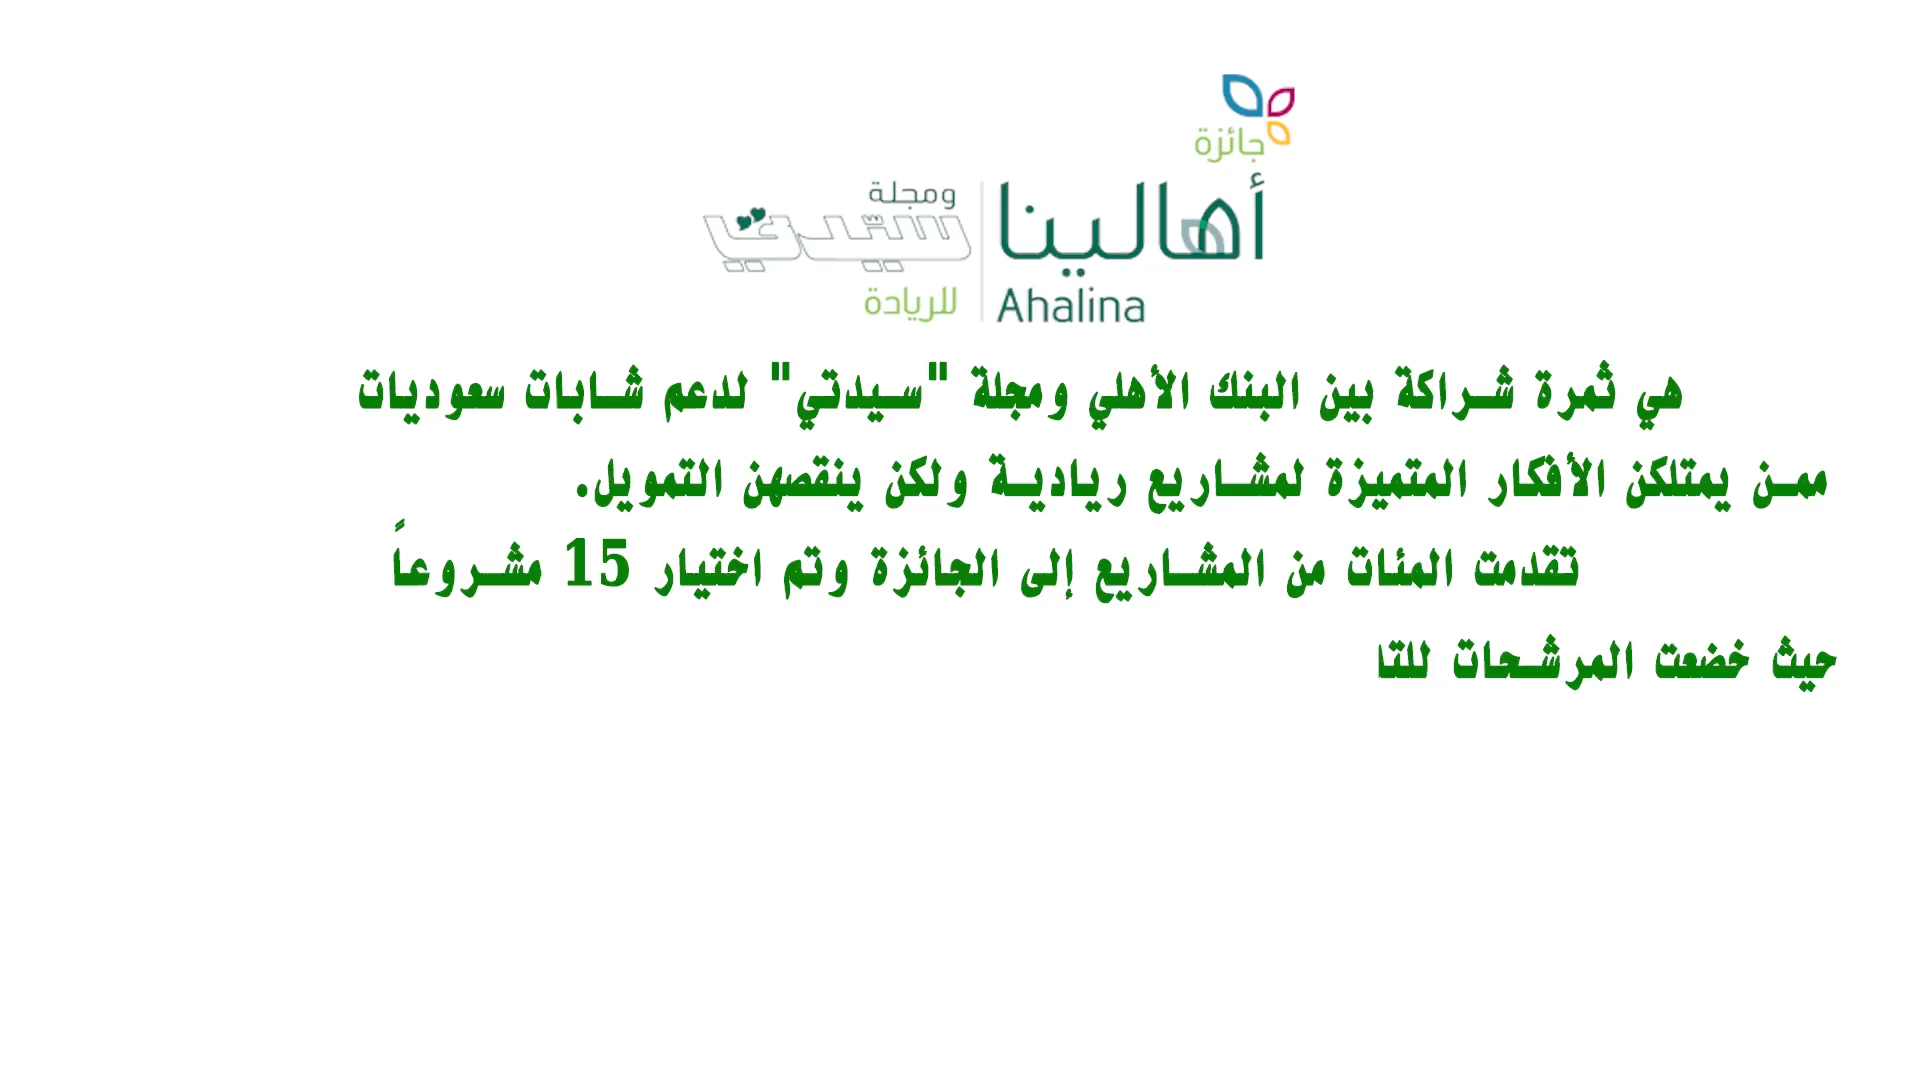 جائزة
أهالينا
Ahalina
ومجلة
سيّدتي
للريادة
هي ثمرة شراكة بين البنك الأهلي ومجلة "سيدتي" لدعم شابات سعوديات
ممن يمتلكن الأفكار المتميزة لمشاريع ريادية ولكن ينقصهن التمويل.
تقدمت المئات من المشاريع إلى الجائزة وتم اختيار 15 مشروعاً
حيث خضعت المرشحات